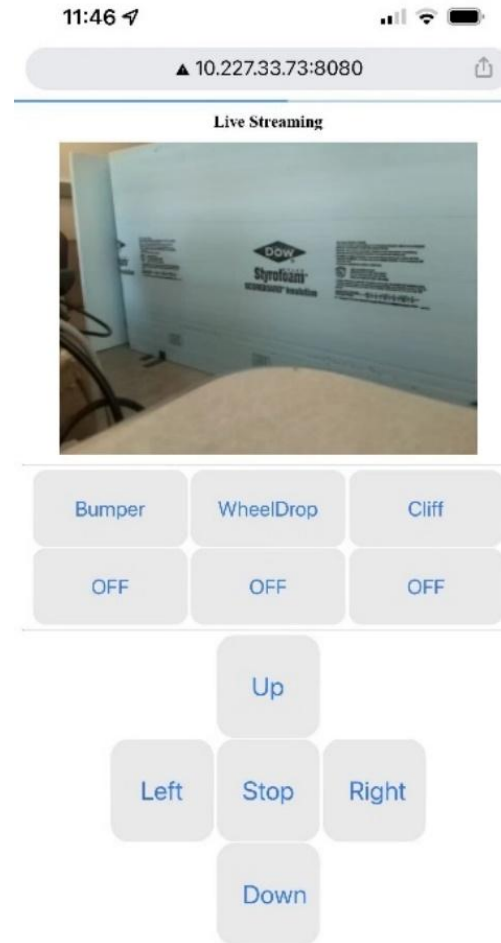 11:46
10.227.33.73:8080
Live Streaming
DOW
Styrofoam
Bumper WheelDrop Cliff
OFF OFF OFF
Up
Left Stop Right
Down